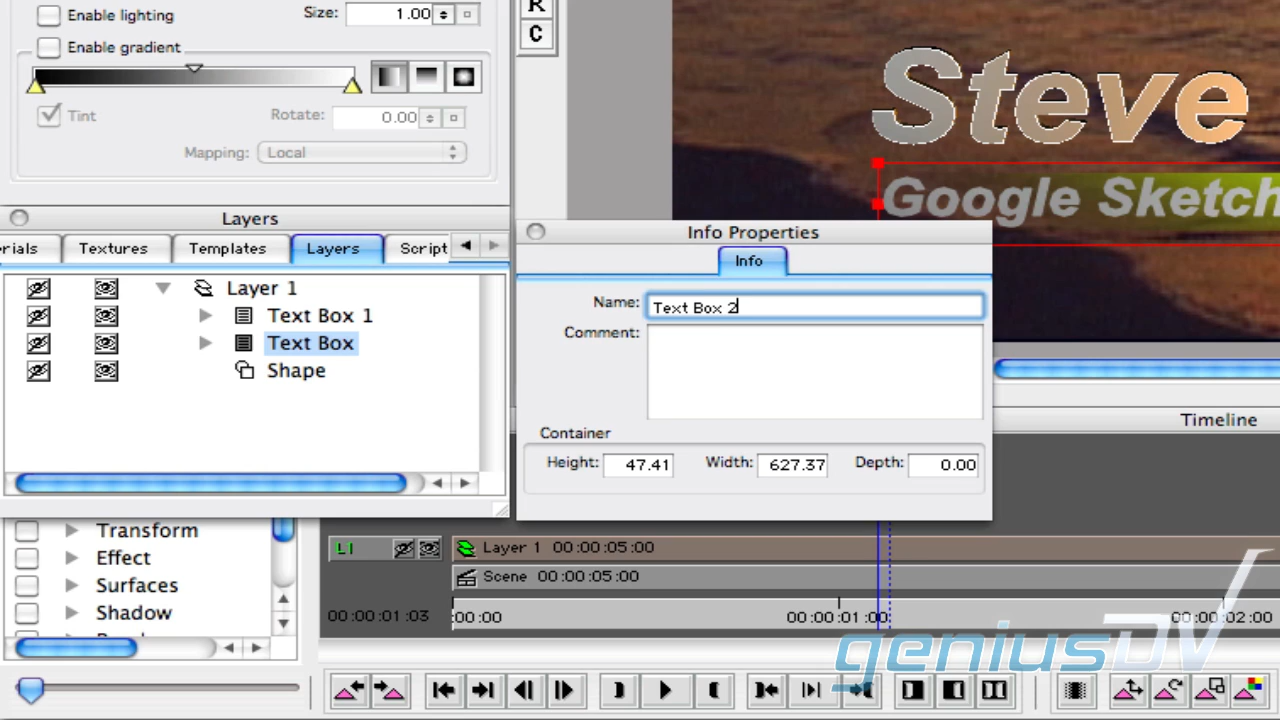 Enable lighting
Size: 1.00
R
C
Enable gradient
Tint
Rotate: 0.00
Mapping: Local
Steve
Google Sketch
Layers
rials Textures Templates Layers Script
Layer 1
Text Box 1
Text Box
Shape
Info Properties
Info
Name: Text Box 2
Comment:
Container
Height: 47.41 Width: 627.37 Depth: 0.00
Timeline
Transform
Effect
Surfaces
Shadow
L1 Layer 1 00:00:05:00
Scene 00:00:05:00
00:00:01:03 :00:00 00:00:01:00 00:00:02:00
geniusDV